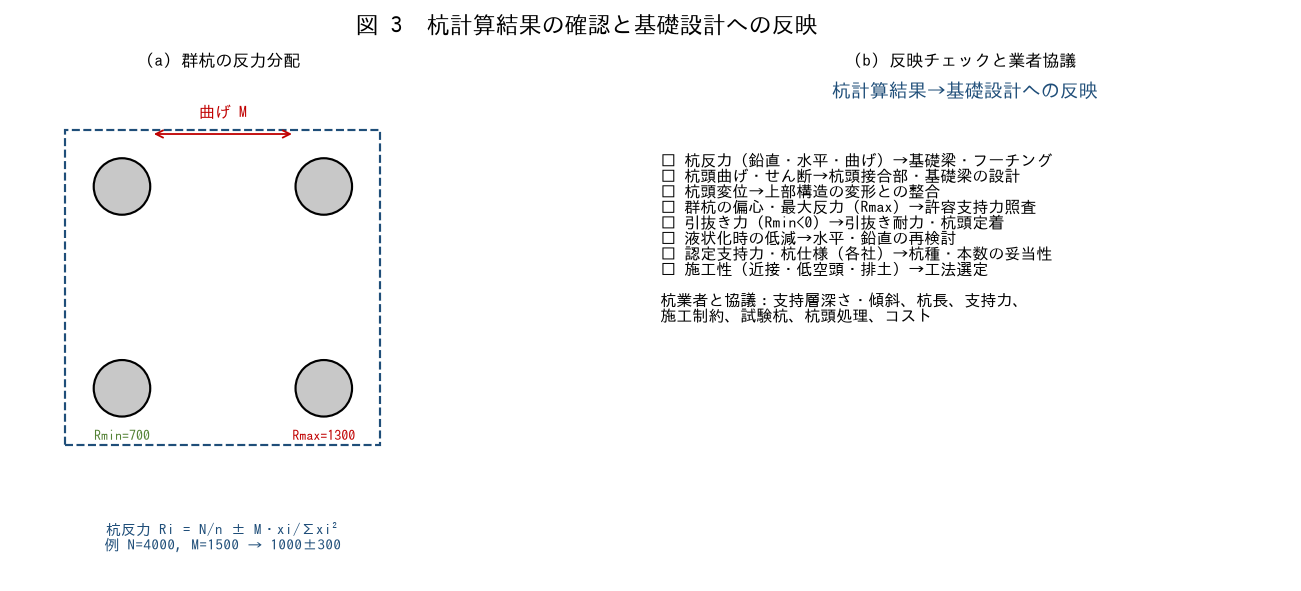 図 3　杭計算結果の確認と基礎設計への反映
(a) 群杭の反力分配
曲げ M
Rmin=700
Rmax=1300
杭反力 Ri = N/n ± M·xi/Σxi²
例 N=4000, M=1500 → 1000±300
(b) 反映チェックと業者協議
杭計算結果→基礎設計への反映
□ 杭反力（鉛直・水平・曲げ）→基礎梁・フーチング
□ 杭頭曲げ・せん断→杭頭接合部・基礎梁の設計
□ 杭頭変位→上部構造の変形との整合
□ 群杭の偏心・最大反力（Rmax）→許容支持力照査
□ 引抜き力（Rmin<0）→引抜き耐力・杭頭定着
□ 液状化時の低減→水平・鉛直の再検討
□ 認定支持力・杭仕様（各社）→杭種・本数の妥当性
□ 施工性（近接・低空頭・排土）→工法選定
杭業者と協議：支持層深さ・傾斜、杭長、支持力、
施工制約、試験杭、杭頭処理、コスト